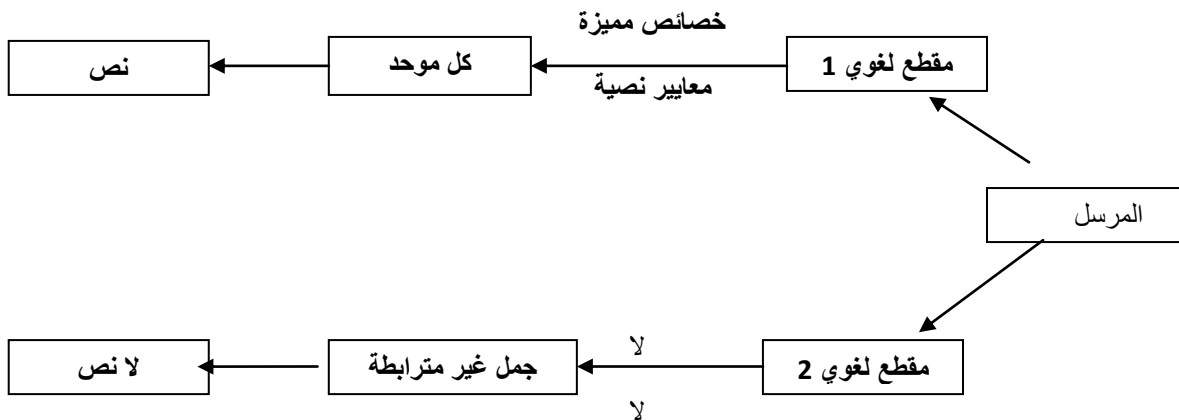 خصائص مميزة
مقطع لغوي 1
كل موحد
نص
معايير نصية
المرسل
لا
مقطع لغوي 2
جمل غير مترابطة
لا نص
لا